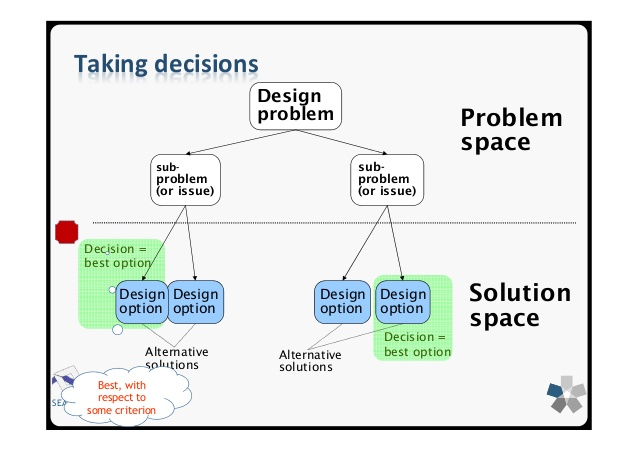 Taking decisions
Design
problem
Problem
space
sub-
problem
(or issue)
sub-
problem
(or issue)
Decision =
best option
Design
option
Design
option
Design
option
Design
option
Solution
space
Decision =
best option
Alternative
solutions
Alternative
solutions
Best, with
respect to
some criterion